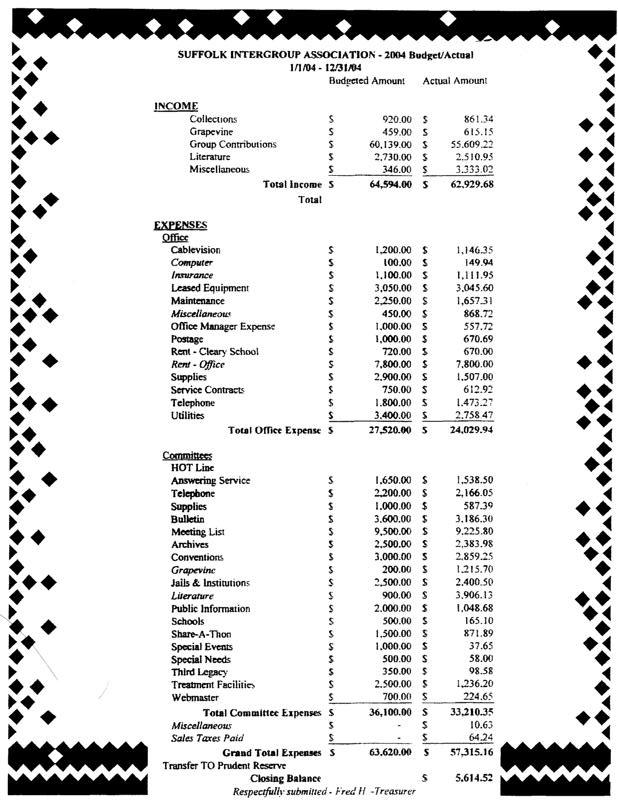 SUFFOLK INTERGROUP ASSOCIATION - 2004 Budget/Actual
1/1/04 - 12/31/04
Budgeted Amount Actual Amount
INCOME
Collections $ 920.00 $ 861.34
Grapevine $ 459.00 $ 615.15
Group Contributions $ 60,139.00 $ 55.609.22
Literature $ 2,730.00 $ 2,510.95
Miscellaneous $ 346.00 $ 3,333.02
Total Income $ 64,594.00 $ 62,929.68
Total
EXPENSES
Office
Cablevision $ 1,200.00 $ 1,146.35
Computer $ 100.00 $ 149.94
Insurance $ 1,100.00 $ 1,111.95
Leased Equipment $ 3,050.00 $ 3,045.60
Maintenance $ 2,250.00 $ 1,657.31
Miscellaneous $ 450.00 $ 868.72
Office Manager Expense $ 1,000.00 $ 557.72
Postage $ 1,000.00 $ 670.69
Rent - Cleary School $ 720.00 $ 670.00
Rent - Office $ 7,800.00 $ 7,800.00
Supplies $ 2,900.00 $ 1,507.00
Service Contracts $ 750.00 $ 612.92
Telephone $ 1.800.00 $ 1,473.27
Utilities $ 3,400.00 $ 2,758.47
Total Office Expense $ 27,520.00 $ 24,029.94
Committees
HOT Line
Answering Service $ 1,650.00 $ 1,538.50
Telephone $ 2,200.00 $ 2,166.05
Supplies $ 1,000.00 $ 587.39
Bulletin $ 3,600.00 $ 3,186.30
Meeting List $ 9,500.00 $ 9,225.80
Archives $ 2,500.00 $ 2,383.98
Conventions $ 3,000.00 $ 2,859.25
Grapevine $ 200.00 $ 1,215.70
Jails & Institutions $ 2,500.00 $ 2,400.50
Literature $ 900.00 $ 3,906.13
Public Information $ 2,000.00 $ 1,048.68
Schools $ 500.00 $ 165.10
Share-A-Thon $ 1,500.00 $ 871.89
Special Events $ 1,000.00 $ 37.65
Special Needs $ 500.00 $ 58.00
Third Legacy $ 350.00 $ 98.58
Treatment Facilities $ 2,500.00 $ 1,236.20
Webmaster $ 700.00 $ 224.65
Total Committee Expenses $ 36,100.00 $ 33,210.35
Miscellaneous $ - $ 10.63
Sales Taxes Paid $ - $ 64.24
Grand Total Expenses $ 63,620.00 $ 57,315.16
Transfer TO Prudent Reserve
Closing Balance $ 5,614.52
Respectfully submitted - Fred H -Treasurer